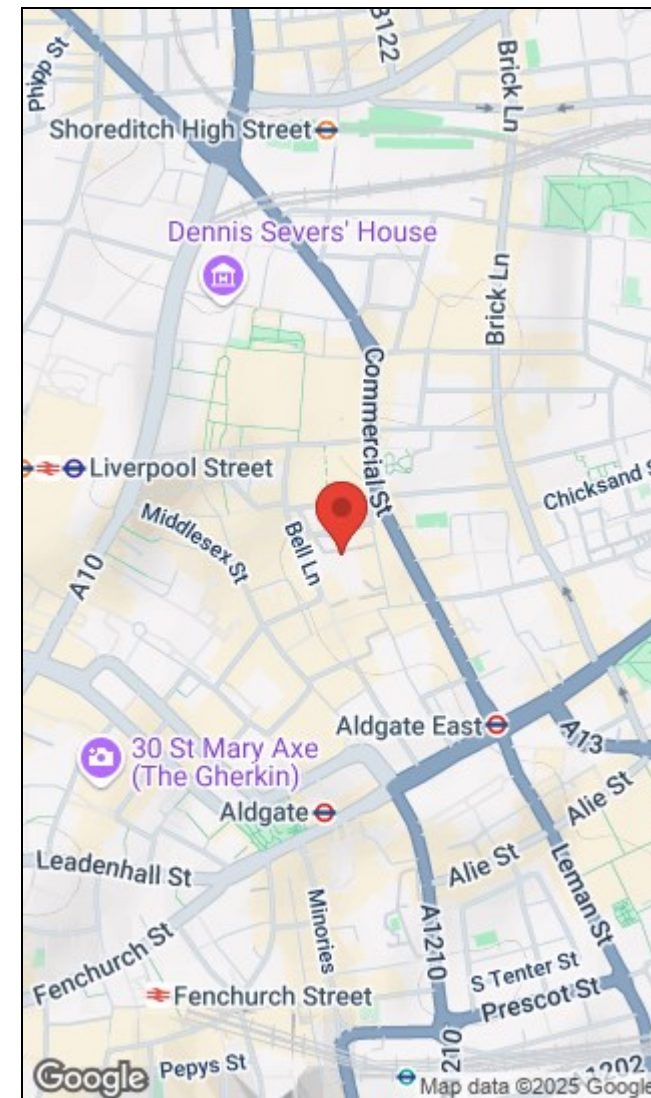 Phipp St
B122
Brick Ln
Shoreditch High Street
Dennis Severs' House
Brick Ln
Commercial St
Liverpool Street
Chicksand S
Middlesex St
Bell Ln
A10
Aldgate East
A13
30 St Mary Axe
(The Gherkin)
Alie St
Aldgate
Leadenhall St
Alie St
Leman St
Minories
A1210
Fenchurch St
S Tenter St
Fenchurch Street
Prescot St
210
1202
Pepys St
Google
Map data ©2025 Google